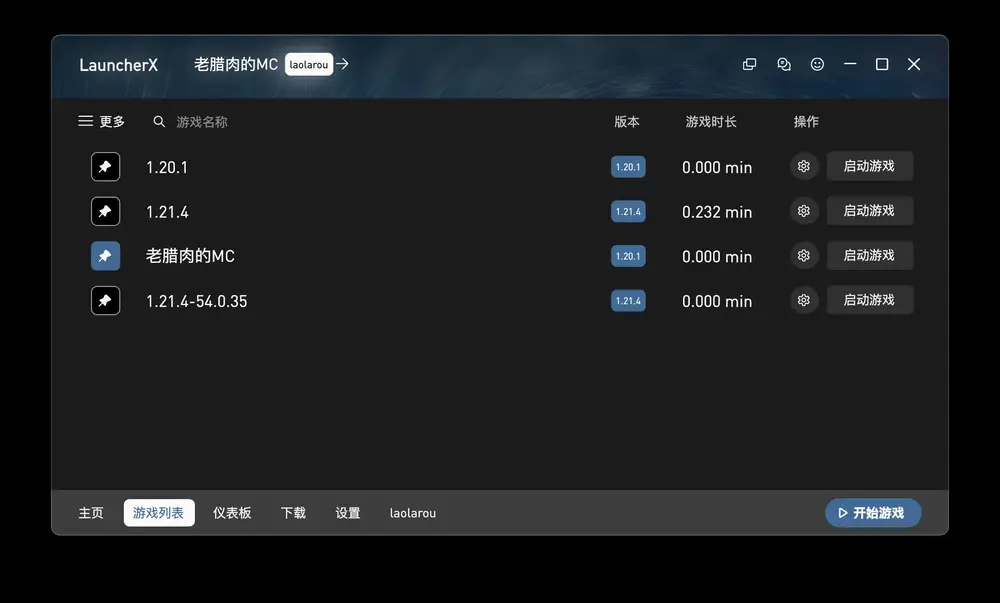 LauncherX 老腊肉的MC laolarou
更多 游戏名称 版本 游戏时长 操作
1.20.1 1.20.1 0.000 min 启动游戏
1.21.4 1.21.4 0.232 min 启动游戏
老腊肉的MC 1.20.1 0.000 min 启动游戏
1.21.4-54.0.35 1.21.4 0.000 min 启动游戏
主页 游戏列表 仪表板 下载 设置 laolarou 开始游戏